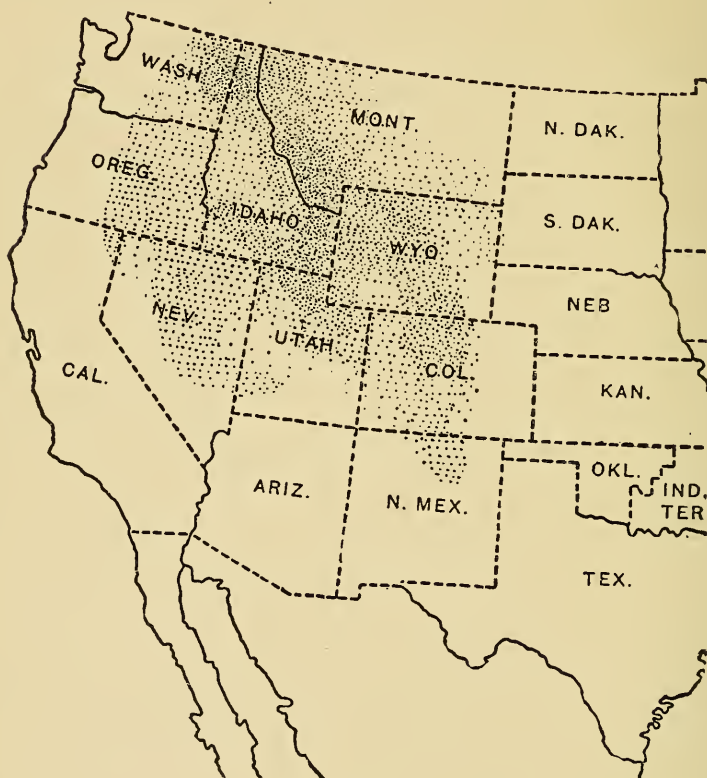 WASH
MONT.
N. DAK.
OREG.
IDAHO
S. DAK.
WYO
NEB
NEV.
UTAH
COL.
CAL.
KAN.
ARIZ.
N. MEX.
OKL.
IND.
TER
TEX.